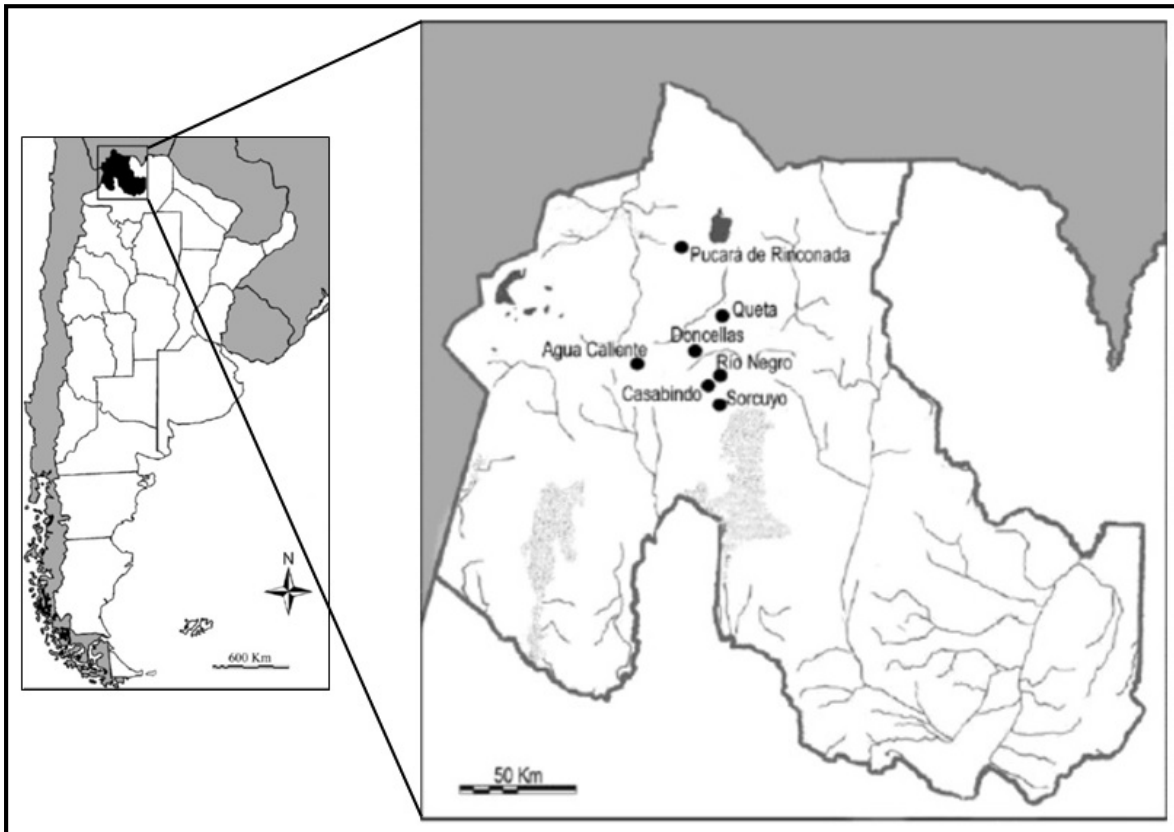 N
600 Km
Pucará de Rinconada
Queta
Doncellas
Agua Caliente
Río Negro
Casabindo
Sorcuyo
50 Km